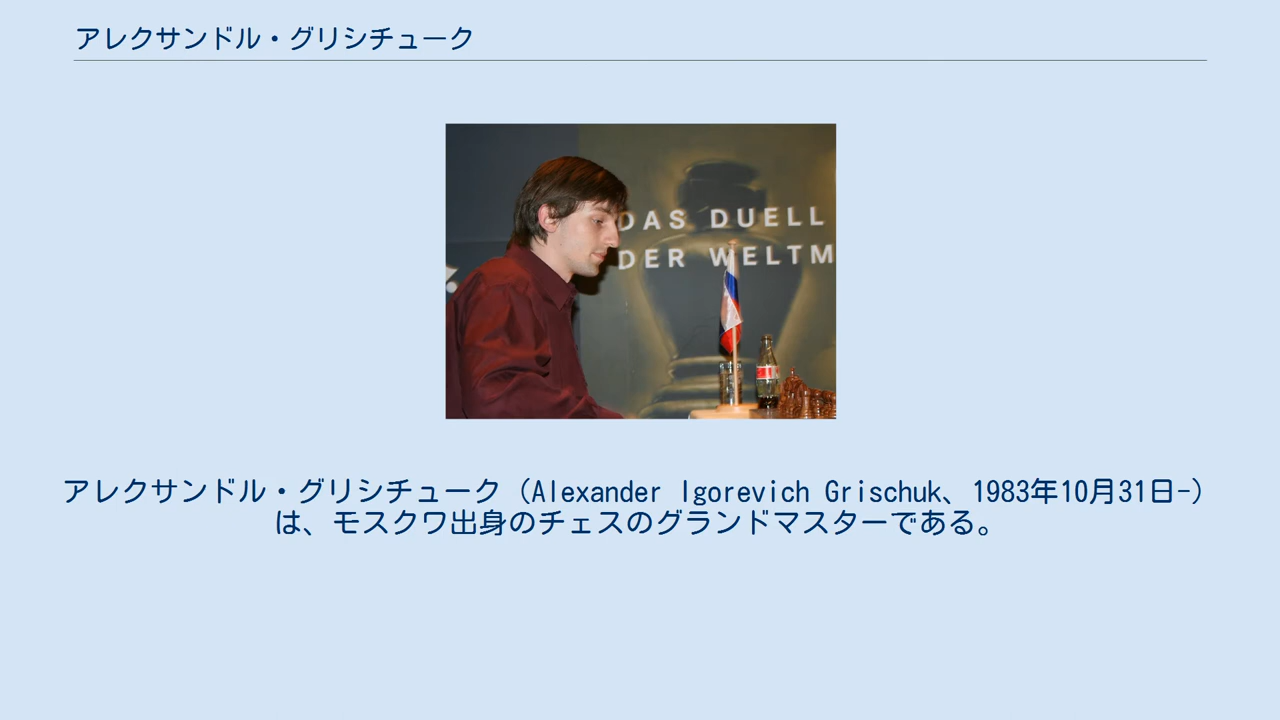 アレクサンドル・グリシチューク
DAS DUELL
DER WELTM
アレクサンドル・グリシチューク（Alexander Igorevich Grischuk、1983年10月31日–）
は、モスクワ出身のチェスのグランドマスターである。